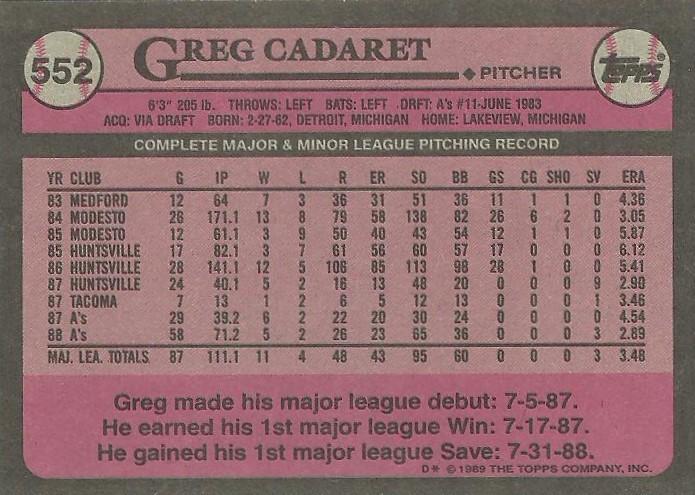 552
GREG CADARET
PITCHER
TOPPS
6'3" 205 lb. THROWS: LEFT BATS: LEFT DRFT: A's #11-JUNE 1983
ACQ: VIA DRAFT BORN: 2-27-62, DETROIT, MICHIGAN HOME: LAKEVIEW, MICHIGAN
COMPLETE MAJOR & MINOR LEAGUE PITCHING RECORD
YR CLUB G IP W L R ER SO BB GS CG SHO SV ERA
83 MEDFORD 12 64 7 3 36 31 51 36 11 1 1 0 4.36
84 MODESTO 26 171.1 13 8 79 58 138 82 26 6 2 0 3.05
85 MODESTO 12 61.1 3 9 50 40 43 54 12 1 1 0 5.87
85 HUNTSVILLE 17 82.1 3 7 61 56 60 57 17 0 0 0 6.12
86 HUNTSVILLE 28 141.1 12 5 106 85 113 98 28 1 0 0 5.41
87 HUNTSVILLE 24 40.1 5 2 16 13 48 20 0 0 0 9 2.90
87 TACOMA 7 13 1 2 6 5 12 13 0 0 0 1 3.46
87 A's 29 39.2 6 2 22 20 30 24 0 0 0 0 4.54
88 A's 58 71.2 5 2 26 23 65 36 0 0 0 3 2.89
MAJ. LEA. TOTALS 87 111.1 11 4 48 43 95 60 0 0 0 3 3.48
Greg made his major league debut: 7-5-87.
He earned his 1st major league Win: 7-17-87.
He gained his 1st major league Save: 7-31-88.
D* © 1989 THE TOPPS COMPANY, INC.